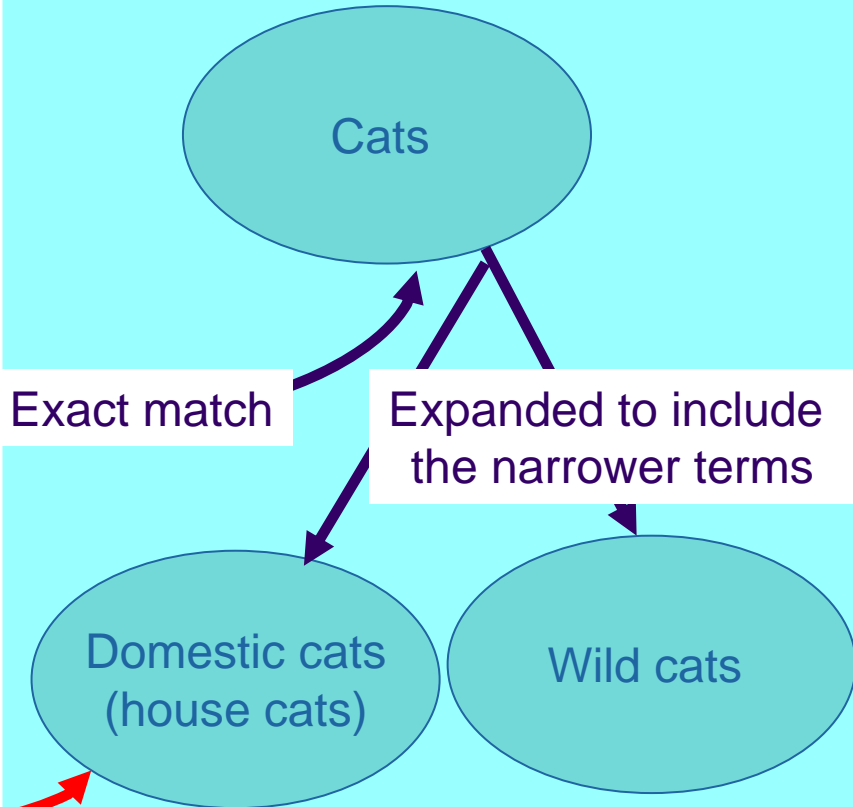 Cats
Exact match
Expanded to include
the narrower terms
Domestic cats
(house cats)
Wild cats